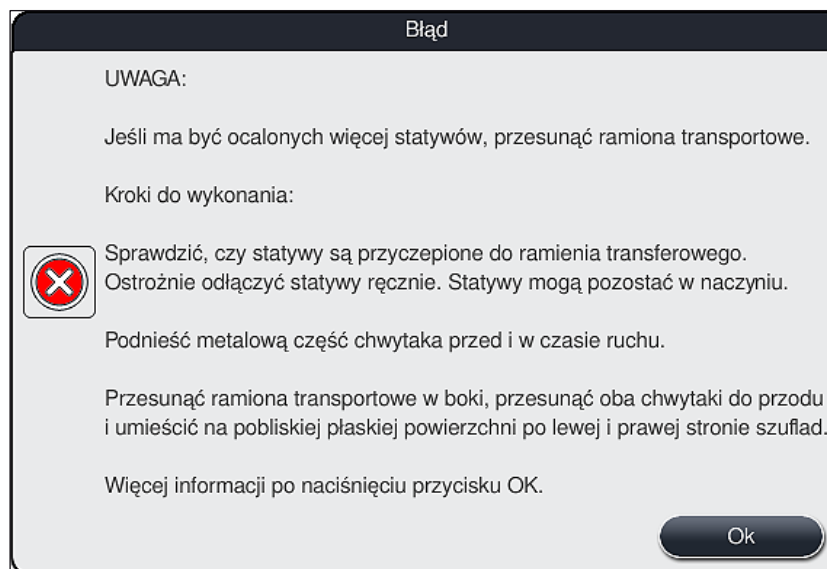 Błąd
UWAGA:
Jeśli ma być ocalonych więcej statywów, przesunąć ramiona transportowe.
Kroki do wykonania:
Sprawdzić, czy statywy są przyczepione do ramienia transferowego.
Ostrożnie odłączyć statywy ręcznie. Statywy mogą pozostać w naczyniu.
Podnieść metalową część chwytaka przed i w czasie ruchu.
Przesunąć ramiona transportowe w boki, przesunąć oba chwytaki do przodu
i umieścić na pobliskiej płaskiej powierzchni po lewej i prawej stronie szuflad.
Więcej informacji po naciśnięciu przycisku OK.
Ok